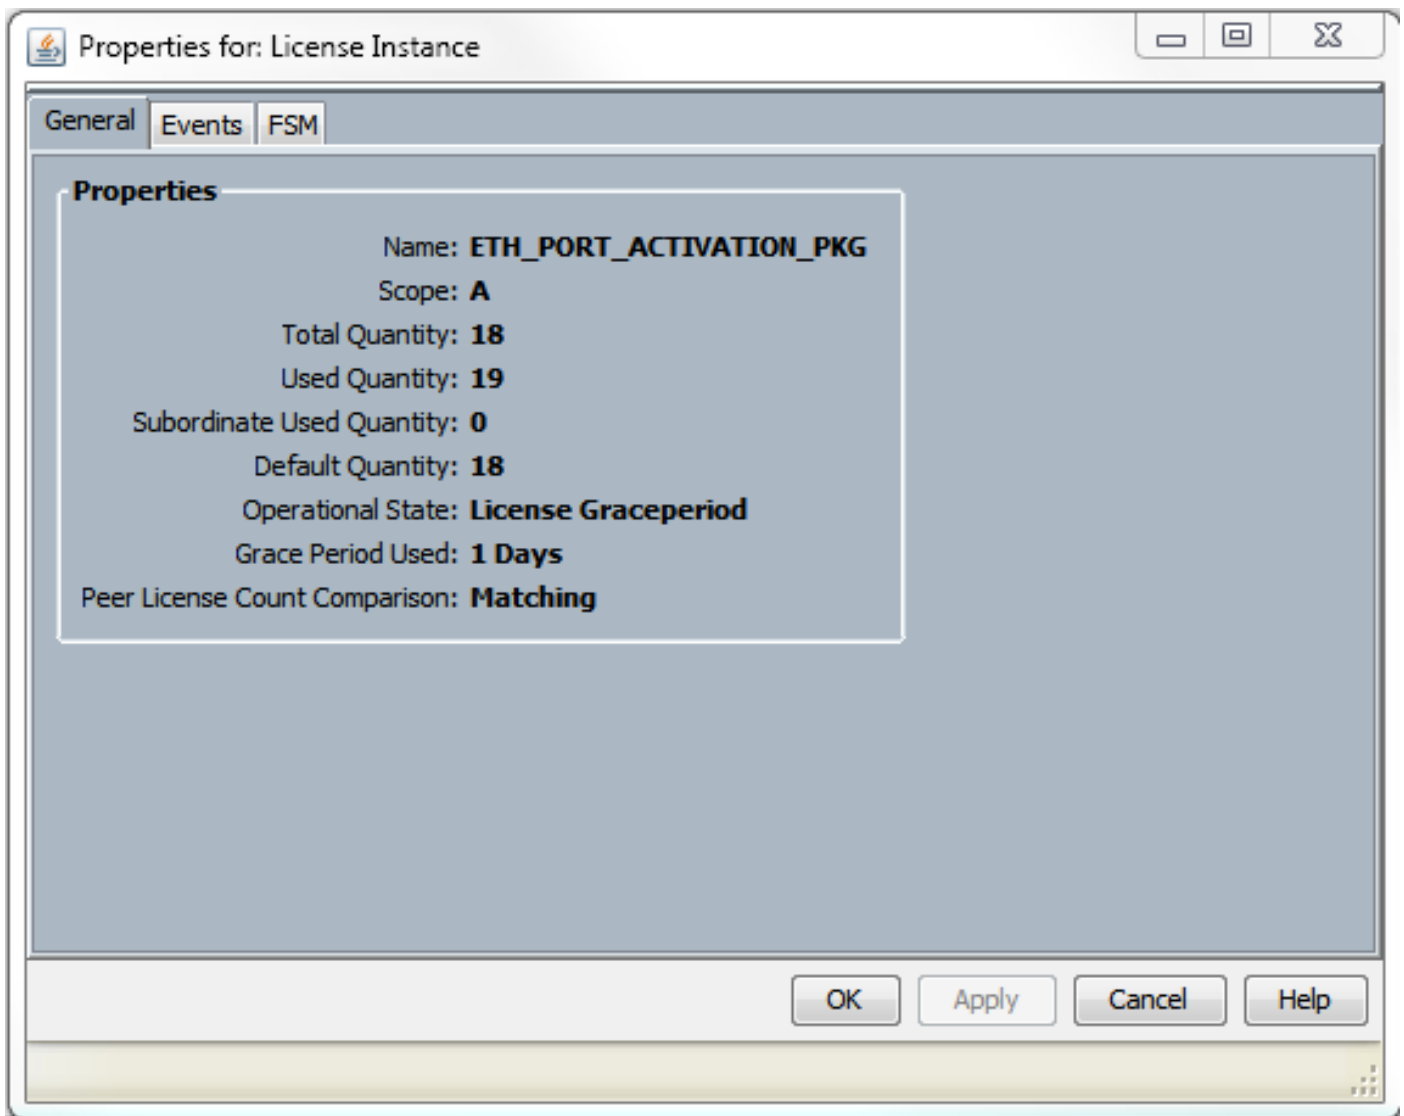 Properties for: License Instance
General Events FSM
Properties
Name: ETH_PORT_ACTIVATION_PKG
Scope: A
Total Quantity: 18
Used Quantity: 19
Subordinate Used Quantity: 0
Default Quantity: 18
Operational State: License Graceperiod
Grace Period Used: 1 Days
Peer License Count Comparison: Matching
OK Apply Cancel Help